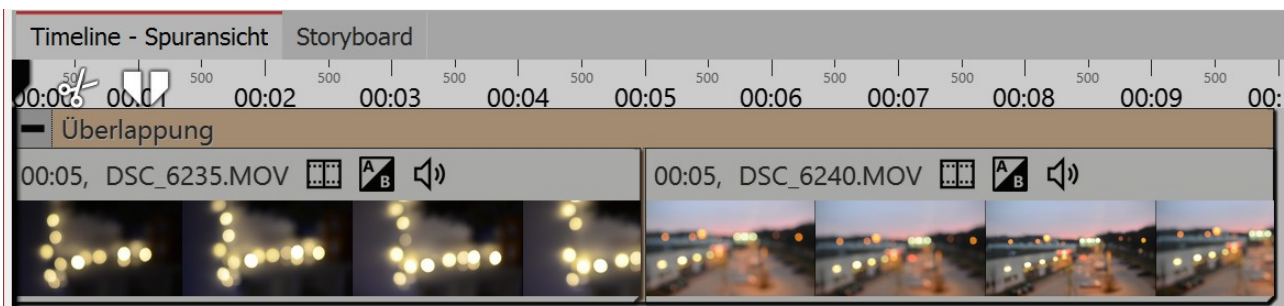 Timeline - Spuransicht Storyboard
500 500 500 500 500 500 500 500 500
00:00 00:01 00:02 00:03 00:04 00:05 00:06 00:07 00:08 00:09 00:
Überlappung
00:05, DSC_6235.MOV A B 00:05, DSC_6240.MOV A B